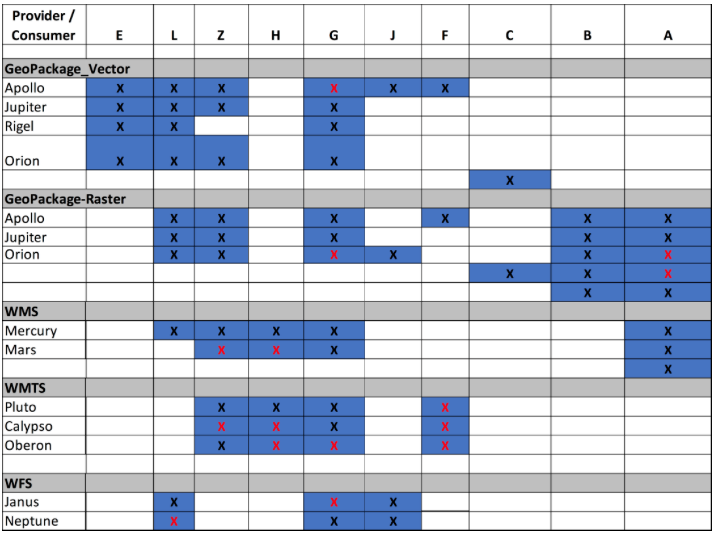 Provider /
Consumer E L Z H G J F C B A
GeoPackage_Vector
Apollo X X X X X X
Jupiter X X X X
Rigel X X X
Orion X X X X
X
GeoPackage-Raster
Apollo X X X X X X
Jupiter X X X X X
Orion X X X X X X
X X X
X X
WMS
Mercury X X X X X
Mars X X X X
X
WMTS
Pluto X X X X
Calypso X X X X
Oberon X X X X
WFS
Janus X X X
Neptune X X X